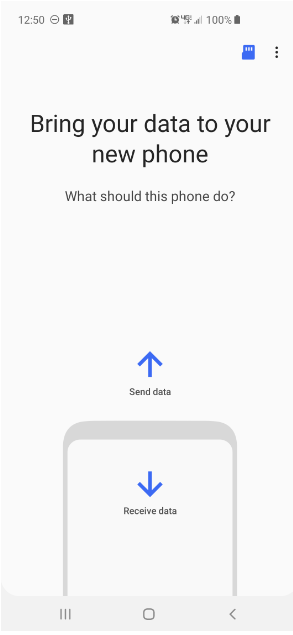 12:50 100%
Bring your data to your
new phone
What should this phone do?
Send data
Receive data